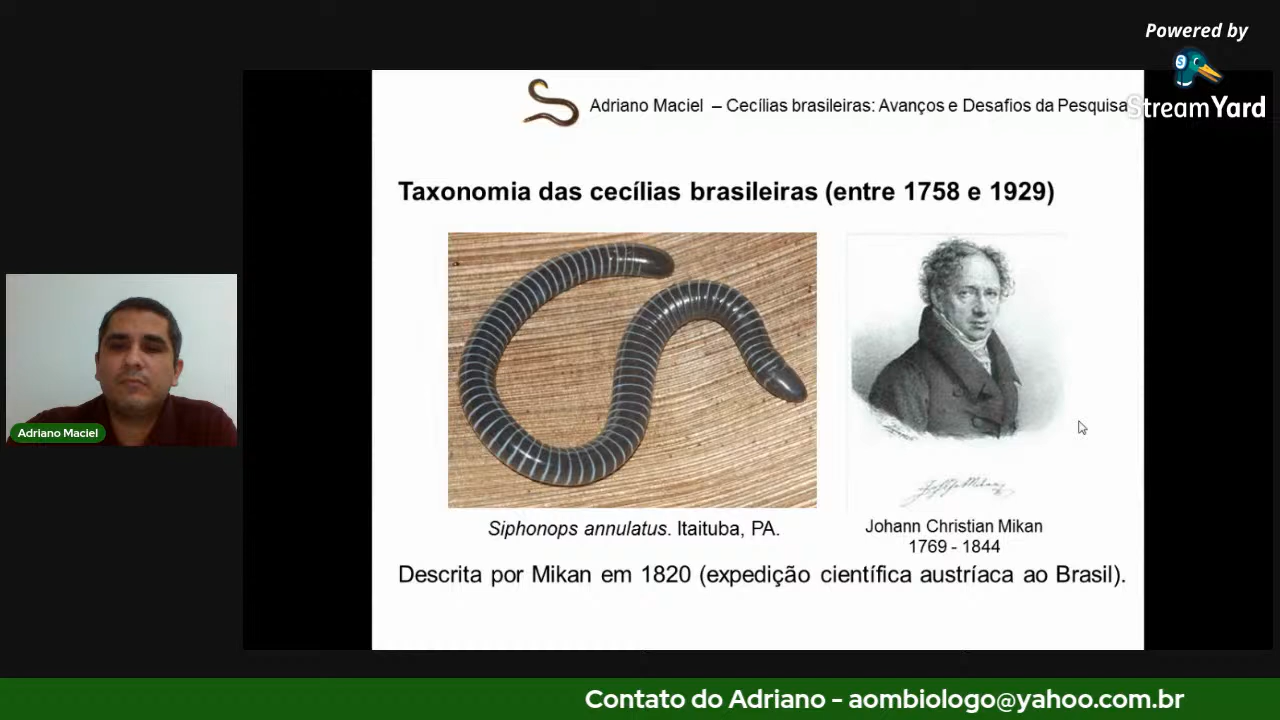 Powered by
StreamYard
Adriano Maciel – Cecílias brasileiras: Avanços e Desafios da Pesquisa
Taxonomia das cecílias brasileiras (entre 1758 e 1929)
Adriano Maciel
Siphonops annulatus. Itaituba, PA.
Johann Christian Mikan
1769 - 1844
Descrita por Mikan em 1820 (expedição científica austríaca ao Brasil).
Contato do Adriano - aombiologo@yahoo.com.br